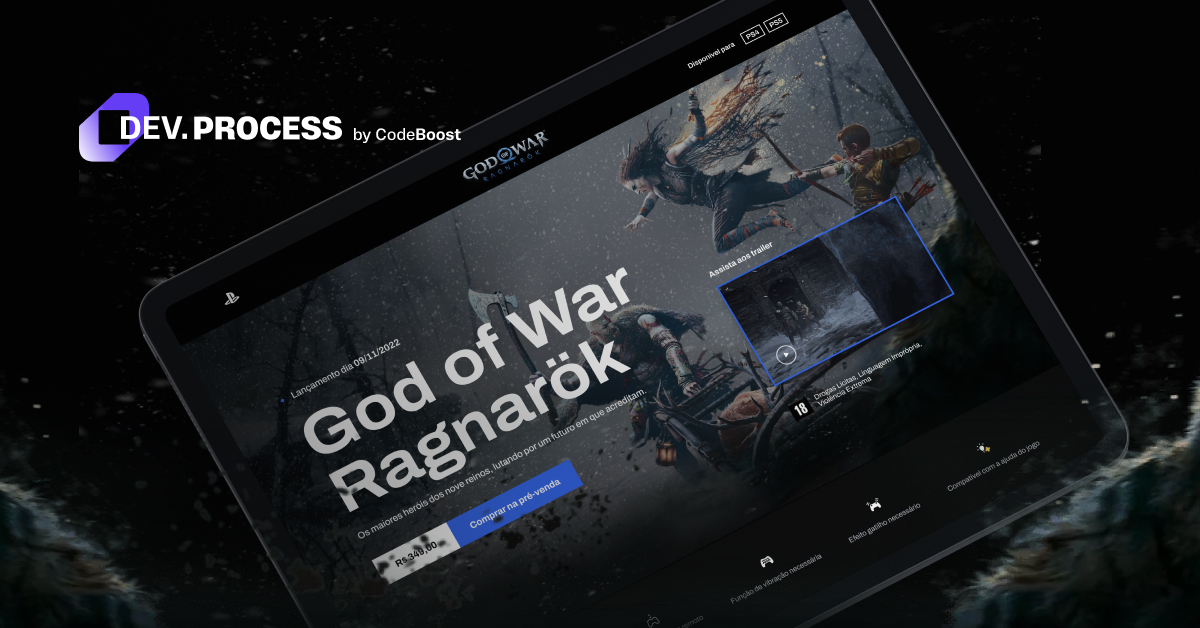 DEV.PROCESS by CodeBoost
Disponível para PS4 PS5
GOD OF WAR
RAGNARÖK
Assista aos trailer
Lançamento dia 09/11/2022
God of War
Ragnarök
Os maiores heróis dos nove reinos, lutando por um futuro em que acreditam.
R$ 349,00
Comprar na pré-venda
18
Drogas Lícitas, Linguagem Imprópria,
Violência Extrema
Compatível com a ajuda do jogo
Efeito gatilho necessário
Função de vibração necessária
remoto